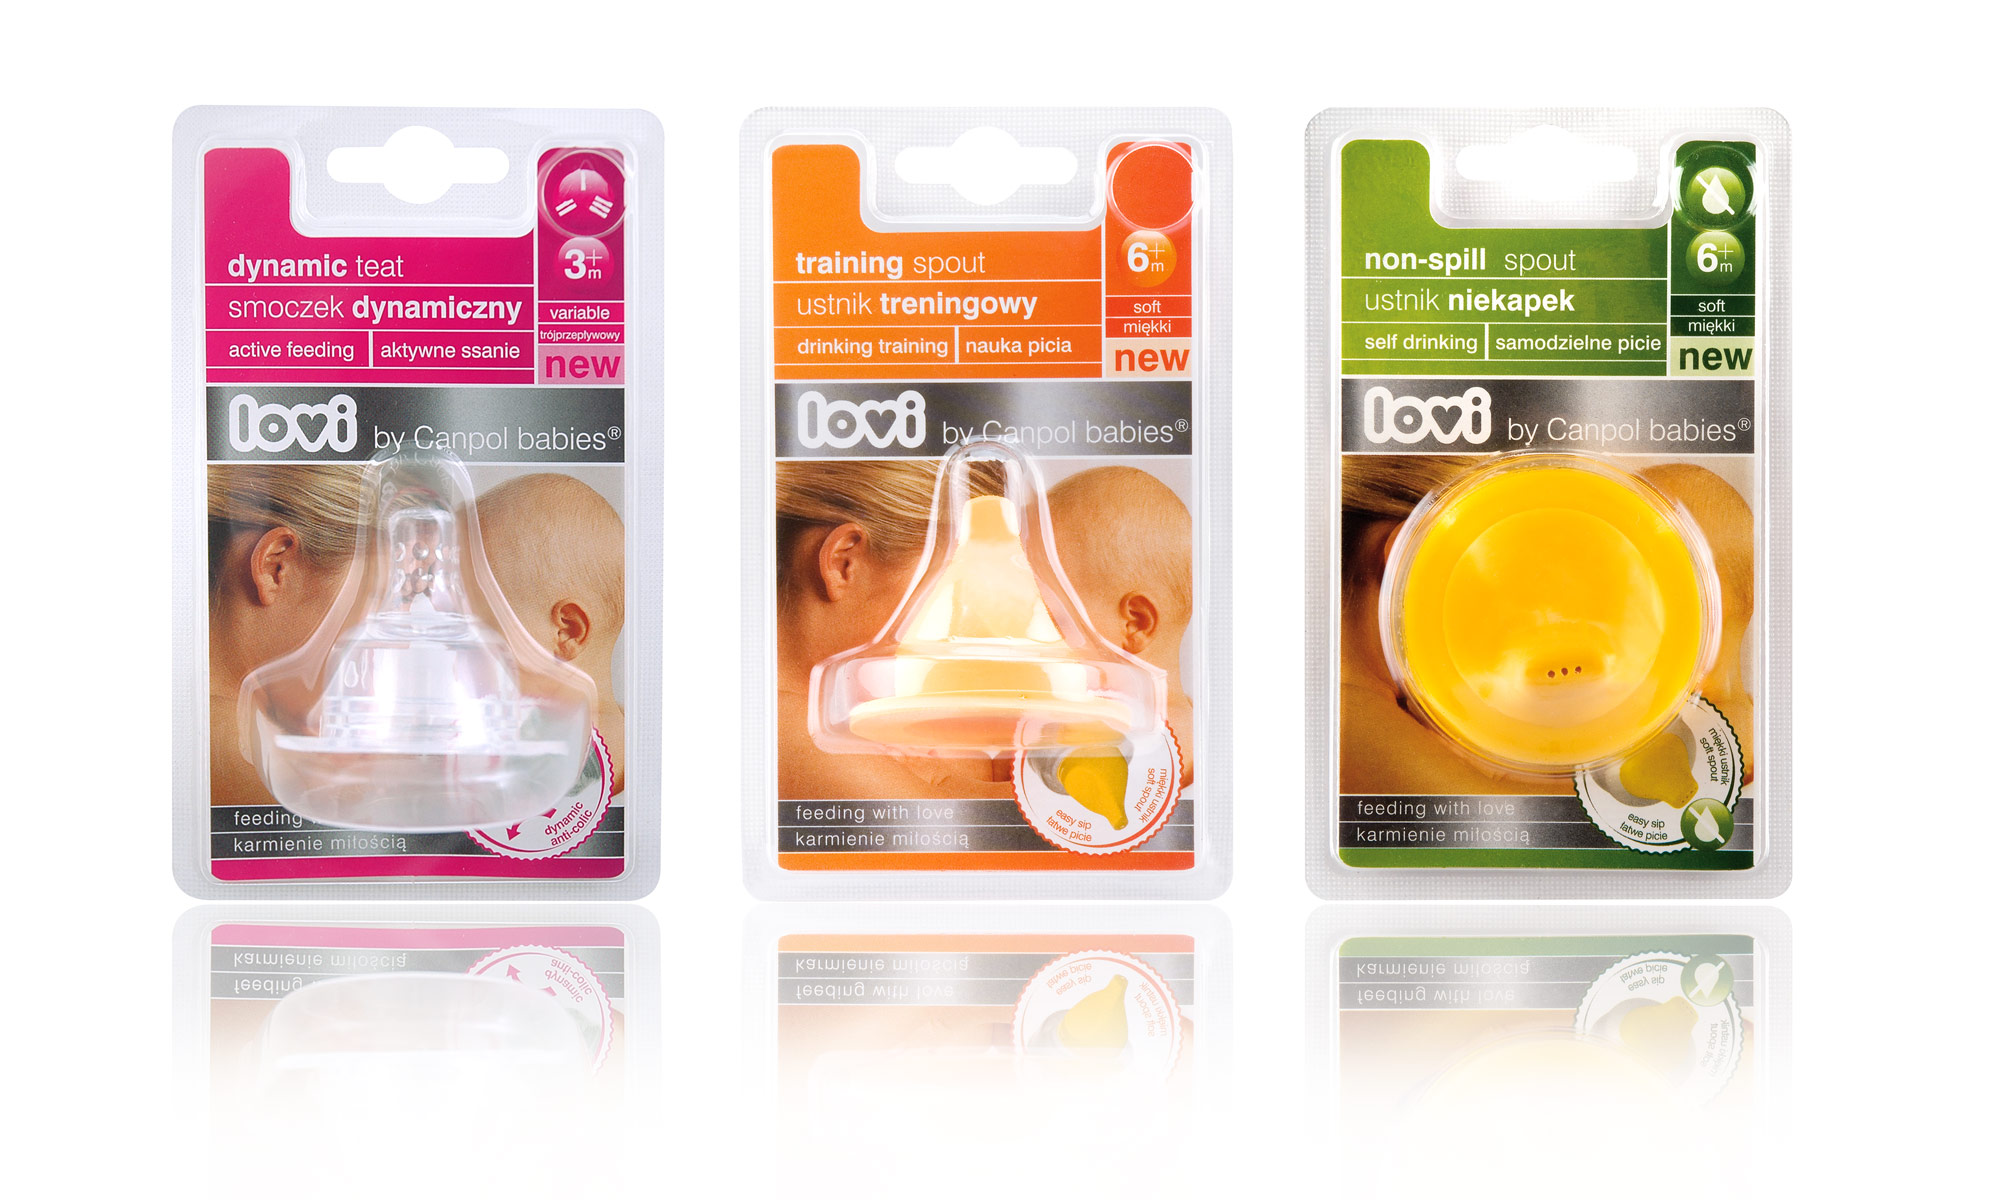 dynamic teat
smoczek dynamiczny
active feeding | aktywne ssanie
3+
m
variable
trójprzepływowy
new
lovi by Canpol babies®
feeding
karmienie miłością
dynamic
anti-colic
training spout
ustnik treningowy
drinking training | nauka picia
6+
m
soft
miękki
new
lovi by Canpol babies®
feeding with love
karmienie miłością
easy sip
łatwe picie
miękki ustnik
soft spout
non-spill spout
ustnik niekapek
self drinking | samodzielne picie
6+
m
soft
miękki
new
lovi by Canpol babies®
feeding with love
karmienie miłością
easy sip
łatwe picie
miękki ustnik
soft spout